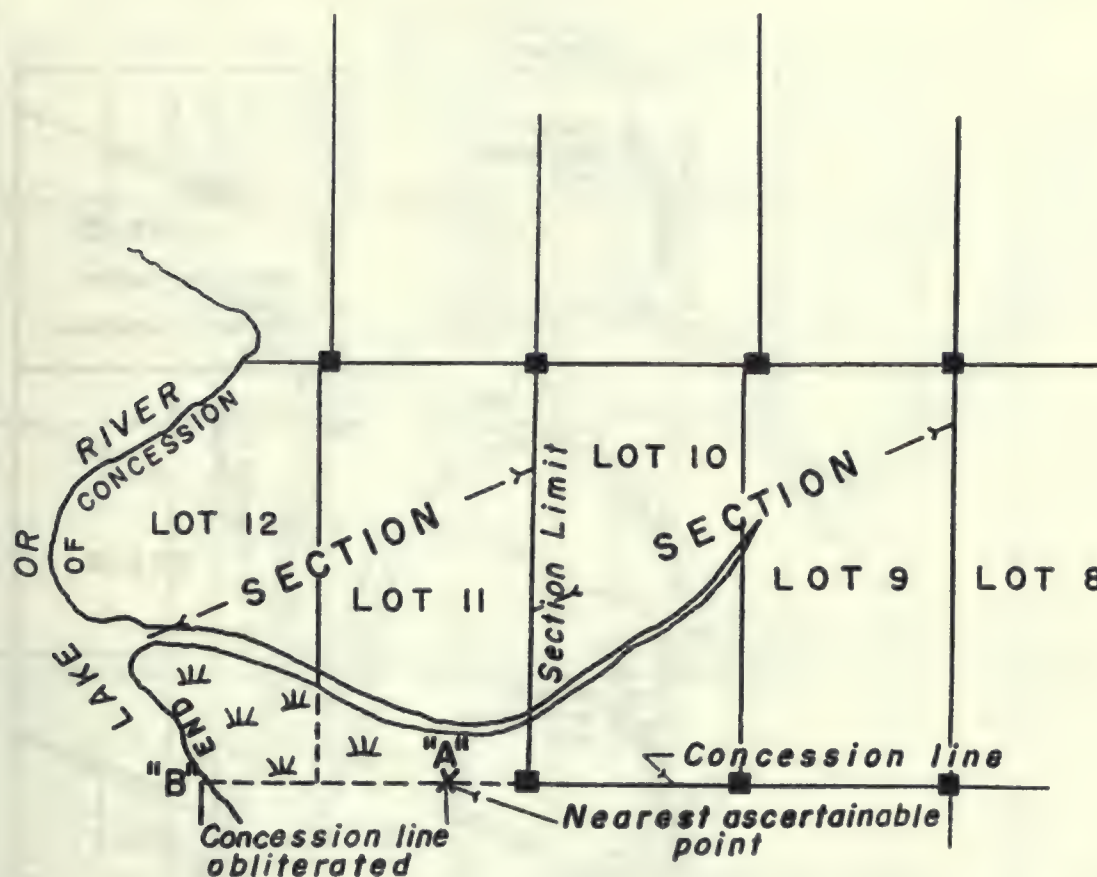 RIVER
OR OF CONCESSION
LOT 12
SECTION
LOT 11
Section Limit
LOT 10
SECTION
LOT 9
LOT 8
LAKE
END
"A"
"B"
Concession line
Nearest ascertainable
point
Concession line
obliterated